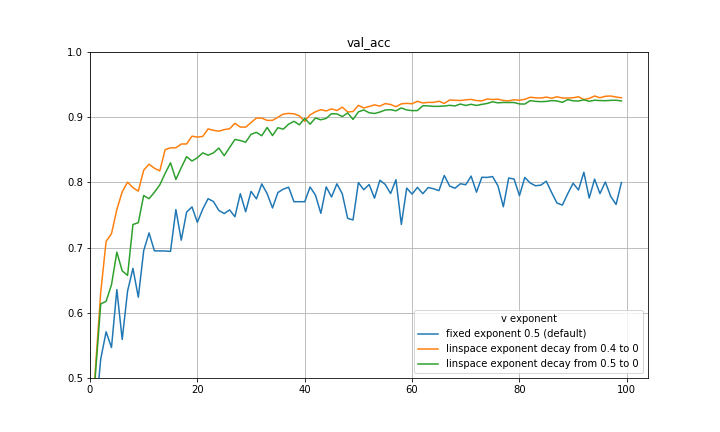 val_acc
1.0
0.9
0.8
0.7
0.6
0.5
0
20
40
60
80
100
v exponent
fixed exponent 0.5 (default)
linspace exponent decay from 0.4 to 0
linspace exponent decay from 0.5 to 0